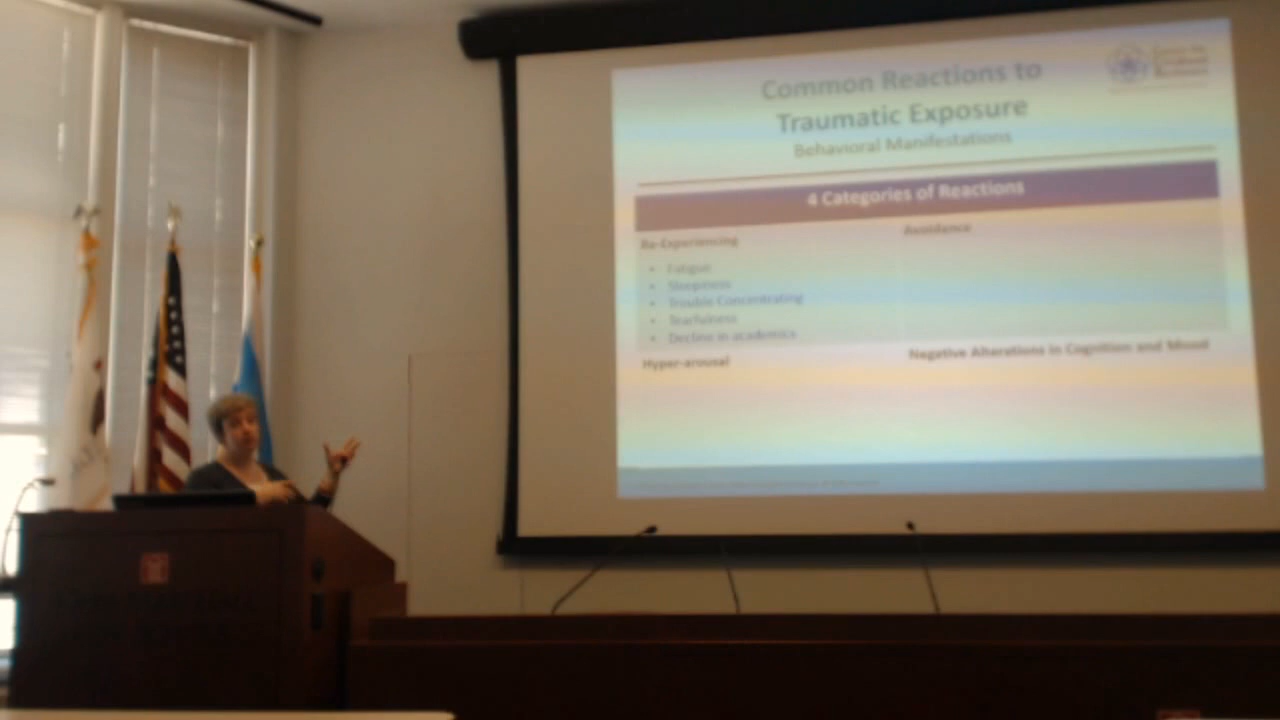 Common Reactions to
Traumatic Exposure
Behavioral Manifestations
4 Categories of Reactions
Re-Experiencing
• Fatigue
• Sleepiness
• Trouble Concentrating
• Tearfulness
• Decline in academics
Avoidance
Hyper-arousal
Negative Alterations in Cognition and Mood